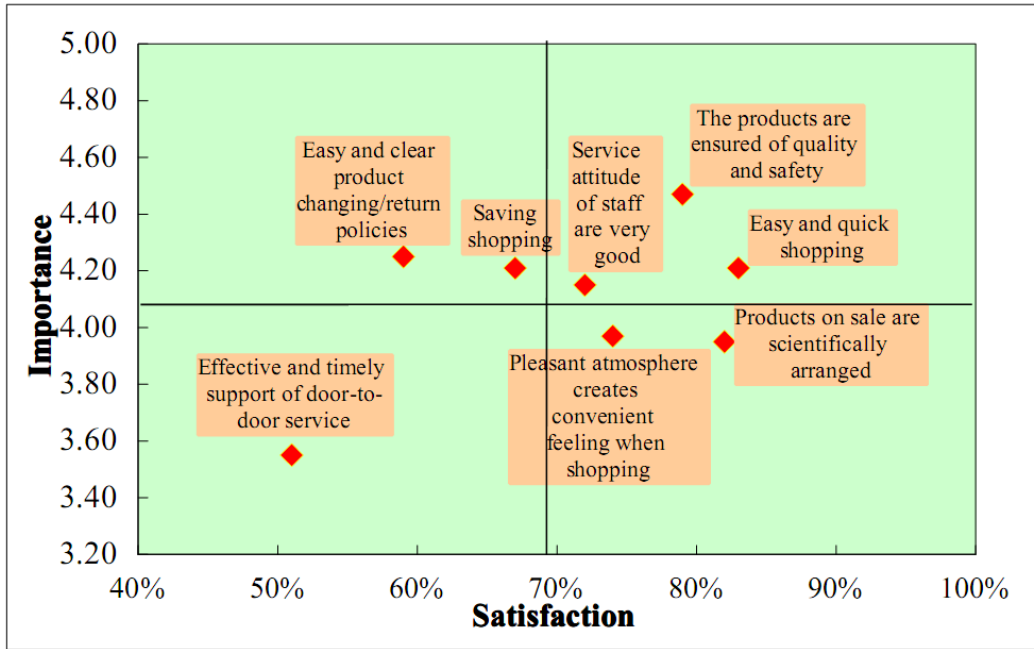 5.00
4.80
4.60
4.40
4.20
4.00
3.80
3.60
3.40
3.20
Importance
The products are
ensured of quality
and safety
Easy and clear
product
changing/return
policies
Service
attitude
of staff
are very
good
Saving
shopping
Easy and quick
shopping
Products on sale are
scientifically
arranged
Effective and timely
support of door-to-
door service
Pleasant atmosphere
creates
convenient
feeling when
shopping
40%
50%
60%
70%
80%
90%
100%
Satisfaction